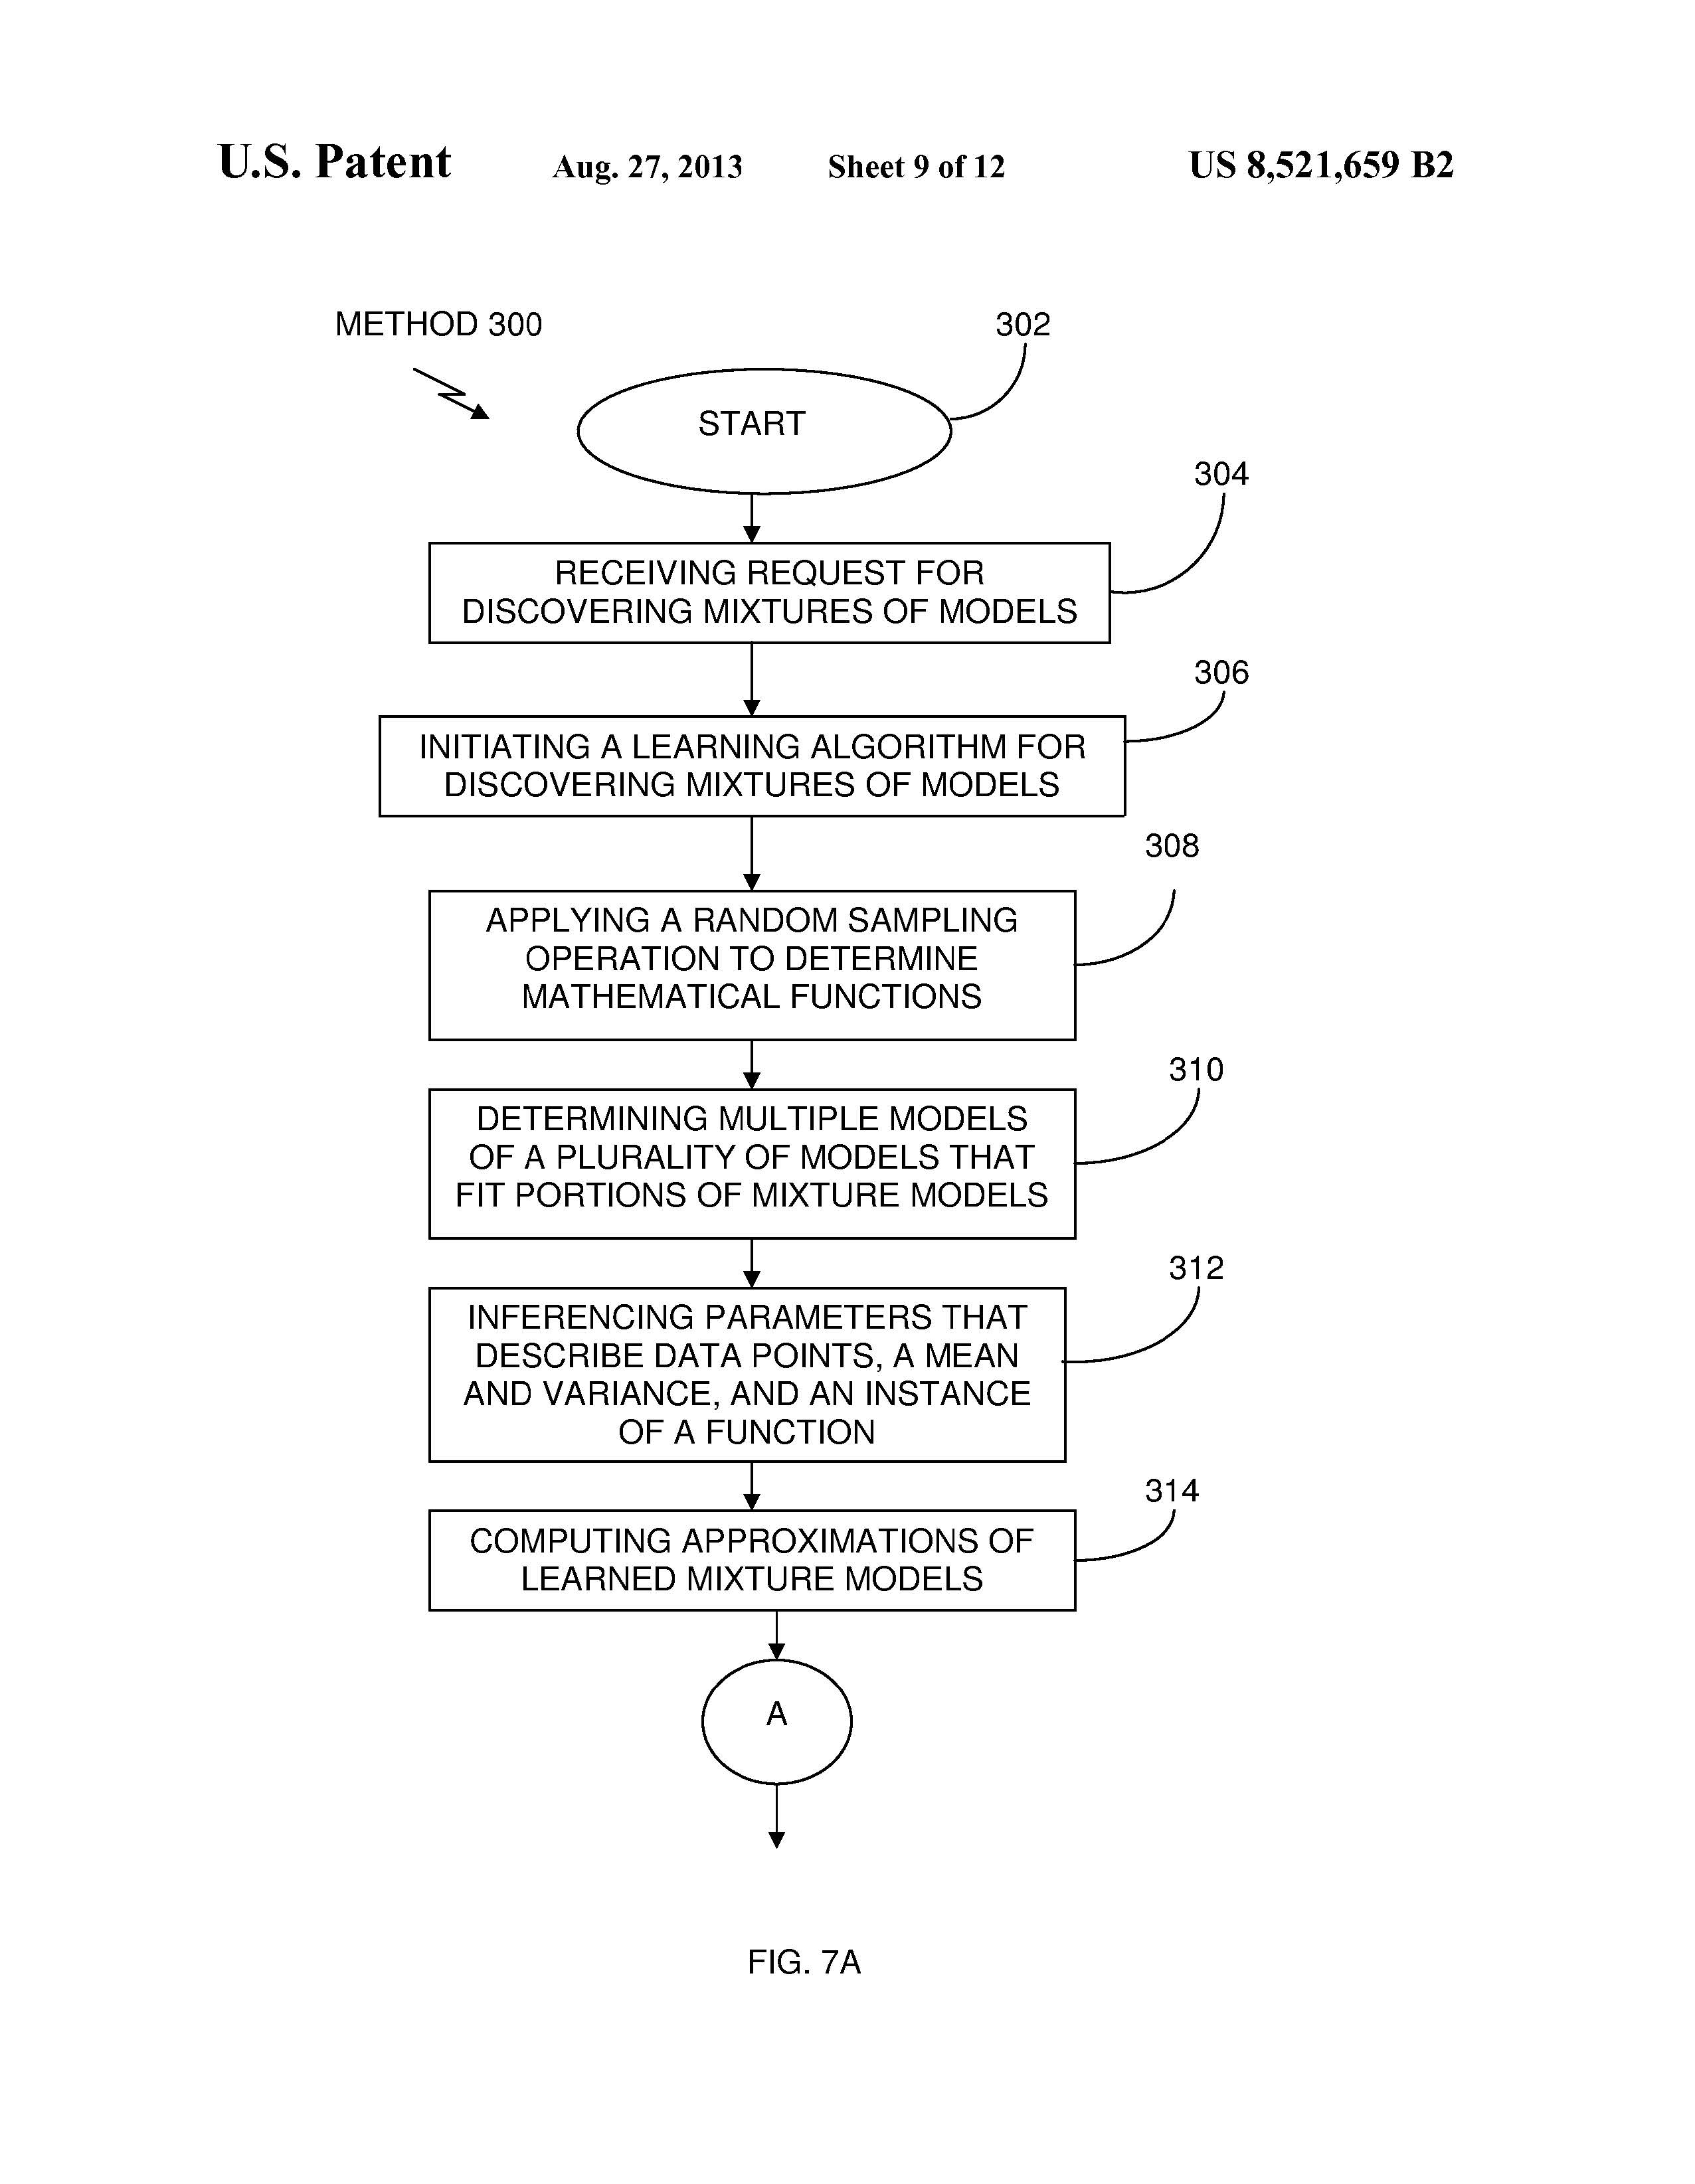 U.S. Patent Aug. 27, 2013 Sheet 9 of 12 US 8,521,659 B2
METHOD 300
302
START
304
RECEIVING REQUEST FOR
DISCOVERING MIXTURES OF MODELS
306
INITIATING A LEARNING ALGORITHM FOR
DISCOVERING MIXTURES OF MODELS
308
APPLYING A RANDOM SAMPLING
OPERATION TO DETERMINE
MATHEMATICAL FUNCTIONS
310
DETERMINING MULTIPLE MODELS
OF A PLURALITY OF MODELS THAT
FIT PORTIONS OF MIXTURE MODELS
312
INFERENCING PARAMETERS THAT
DESCRIBE DATA POINTS, A MEAN
AND VARIANCE, AND AN INSTANCE
OF A FUNCTION
314
COMPUTING APPROXIMATIONS OF
LEARNED MIXTURE MODELS
A
FIG. 7A